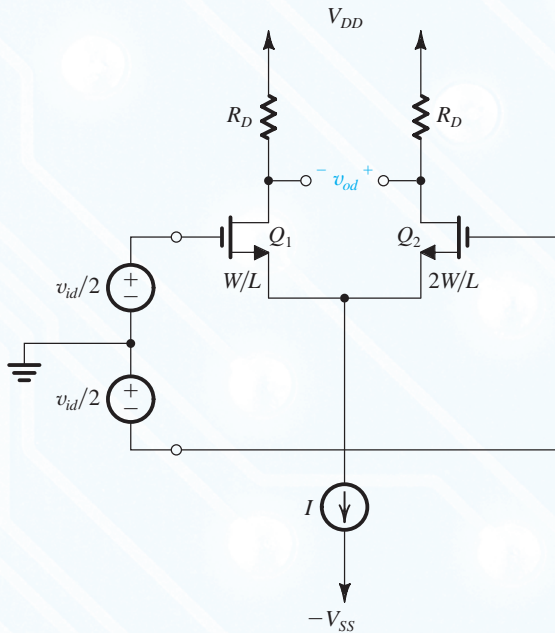 V_DD
R_D
R_D
− v_od +
Q_1
Q_2
W/L
2W/L
v_id/2
+
−
v_id/2
+
−
I
−V_SS